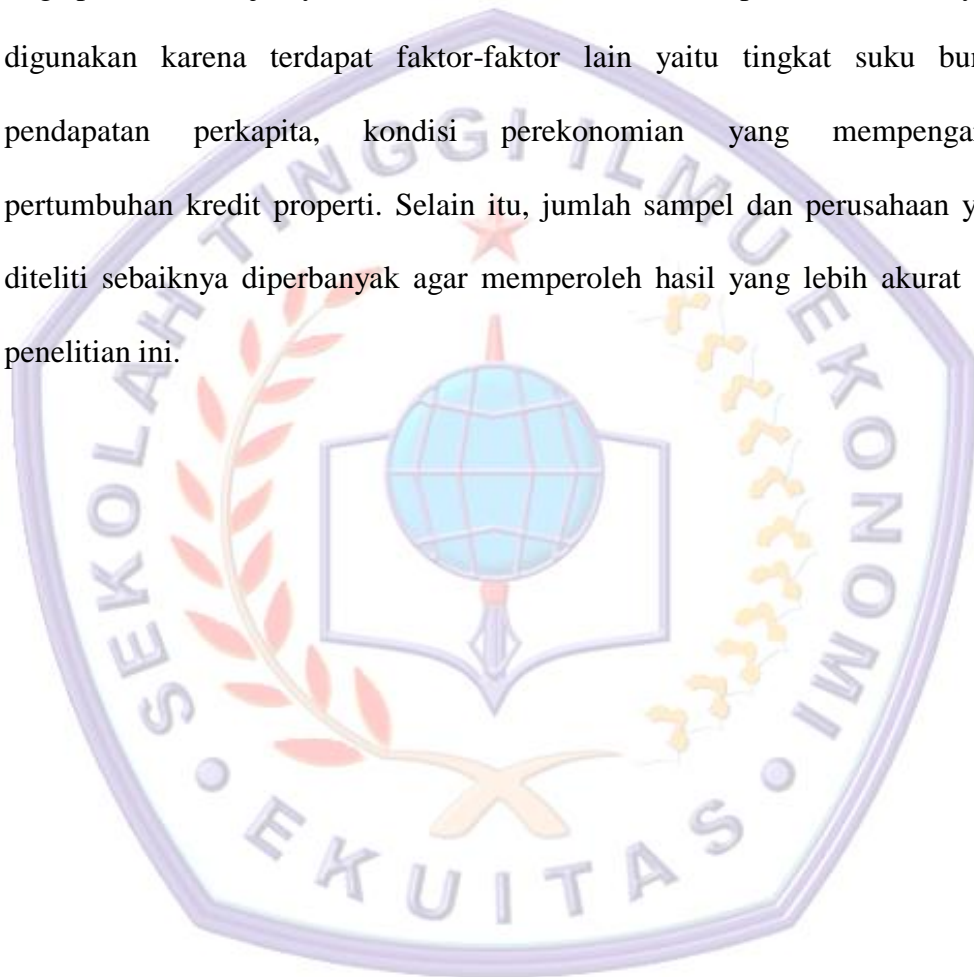 digunakan karena terdapat faktor-faktor lain yaitu tingkat suku
pendapatan perkapita, kondisi perekonomian yang
pertumbuhan kredit properti. Selain itu, jumlah sampel dan perusahaan
diteliti sebaiknya diperbanyak agar memperoleh hasil yang lebih akurat
penelitian ini.
SEKOLAH TINGGI ILMU EKONOMI
• EKUITAS •